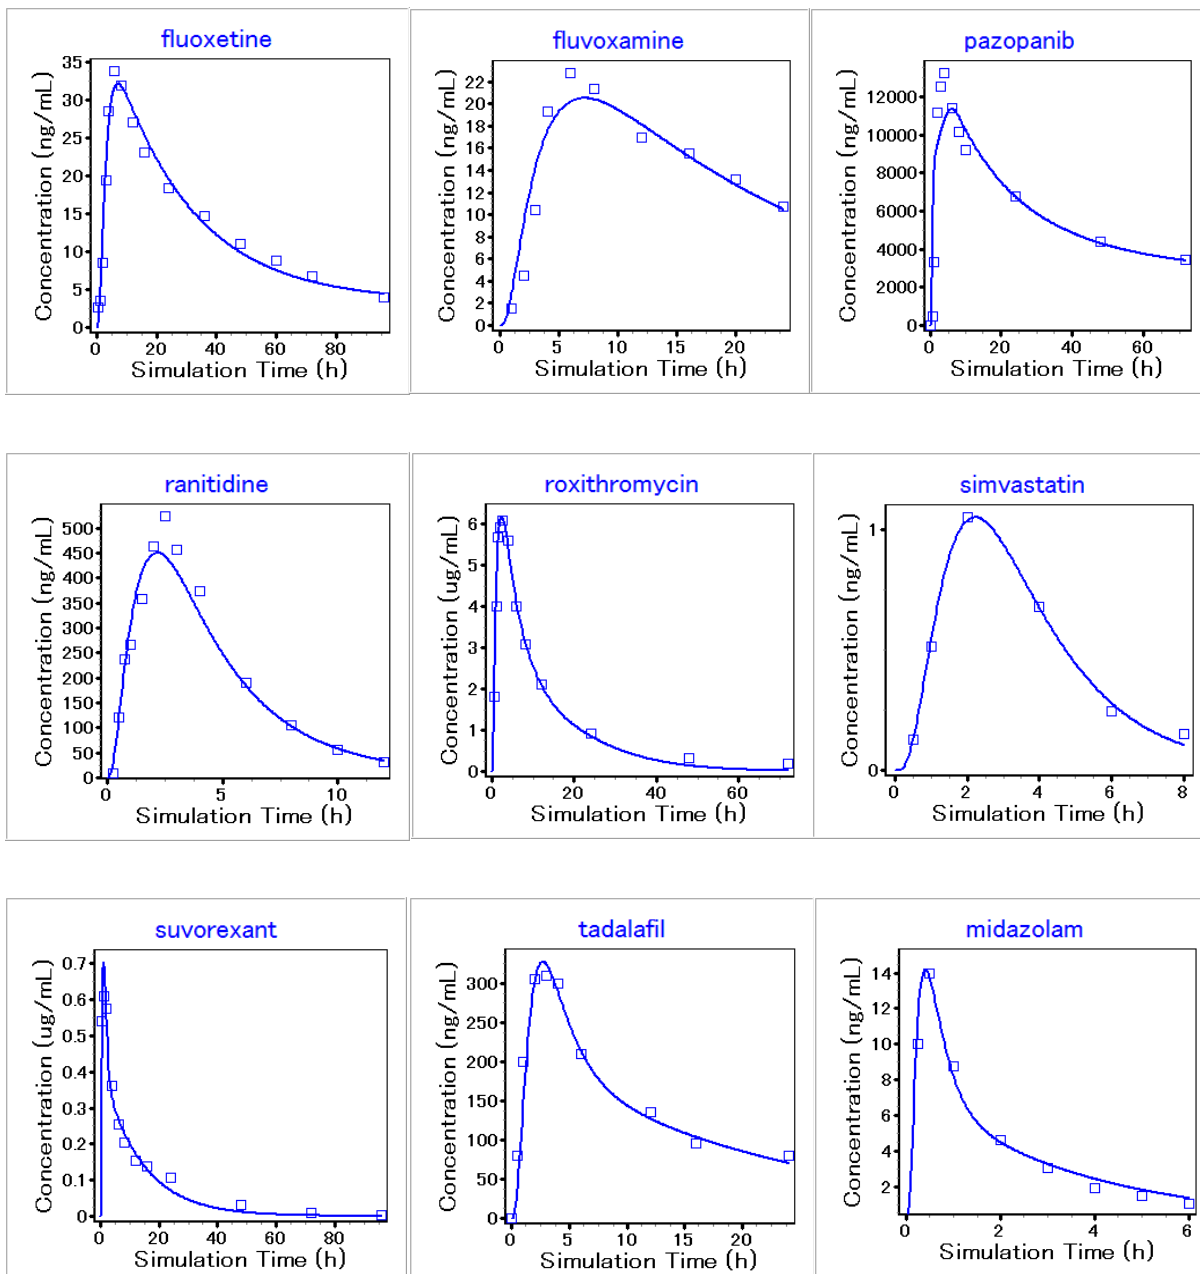 fluoxetine
Concentration (ng/mL)
35
30
25
20
15
10
5
0
0 20 40 60 80
Simulation Time (h)
fluvoxamine
Concentration (ng/mL)
22
20
18
16
14
12
10
8
6
4
2
0
0 5 10 15 20
Simulation Time (h)
pazopanib
Concentration (ng/mL)
12000
10000
8000
6000
4000
2000
0
0 20 40 60
Simulation Time (h)
ranitidine
Concentration (ng/mL)
500
450
400
350
300
250
200
150
100
50
0
0 5 10
Simulation Time (h)
roxithromycin
Concentration (ug/mL)
6
5
4
3
2
1
0
0 20 40 60
Simulation Time (h)
simvastatin
Concentration (ng/mL)
1
0
0 2 4 6 8
Simulation Time (h)
suvorexant
Concentration (ug/mL)
0.7
0.6
0.5
0.4
0.3
0.2
0.1
0
0 20 40 60 80
Simulation Time (h)
tadalafil
Concentration (ng/mL)
300
250
200
150
100
50
0
0 5 10 15 20
Simulation Time (h)
midazolam
Concentration (ng/mL)
14
12
10
8
6
4
2
0 2 4 6
Simulation Time (h)